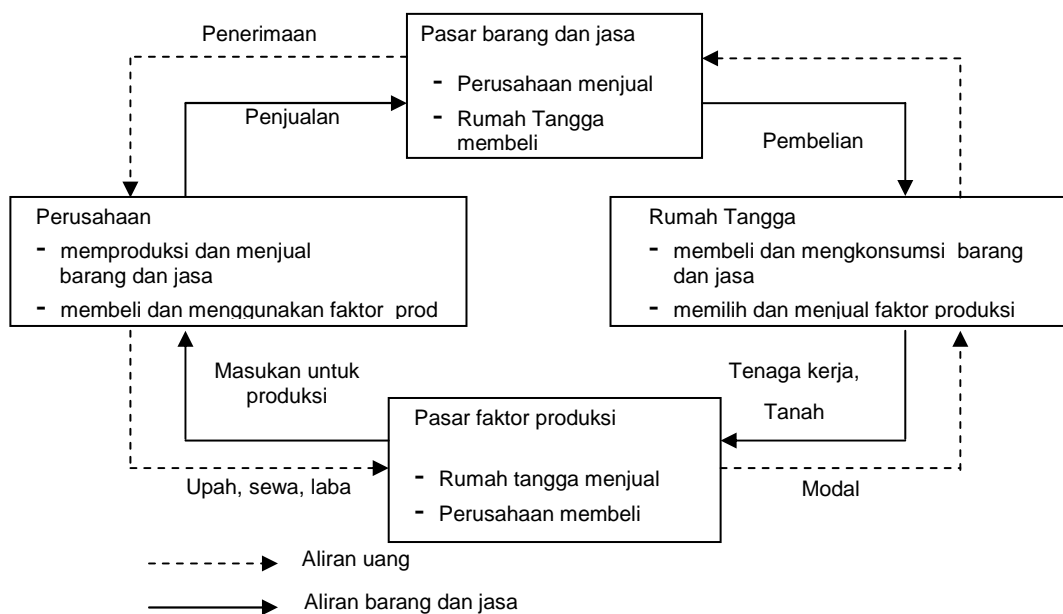 Penerimaan
Pasar barang dan jasa
- Perusahaan menjual
- Rumah Tangga
membeli
Penjualan
Pembelian
Perusahaan
- memproduksi dan menjual
barang dan jasa
- membeli dan menggunakan faktor prod
Rumah Tangga
- membeli dan mengkonsumsi barang
dan jasa
- memilih dan menjual faktor produksi
Masukan untuk
produksi
Tenaga kerja,
Tanah
Pasar faktor produksi
- Rumah tangga menjual
- Perusahaan membeli
Upah, sewa, laba
Modal
Aliran uang
Aliran barang dan jasa